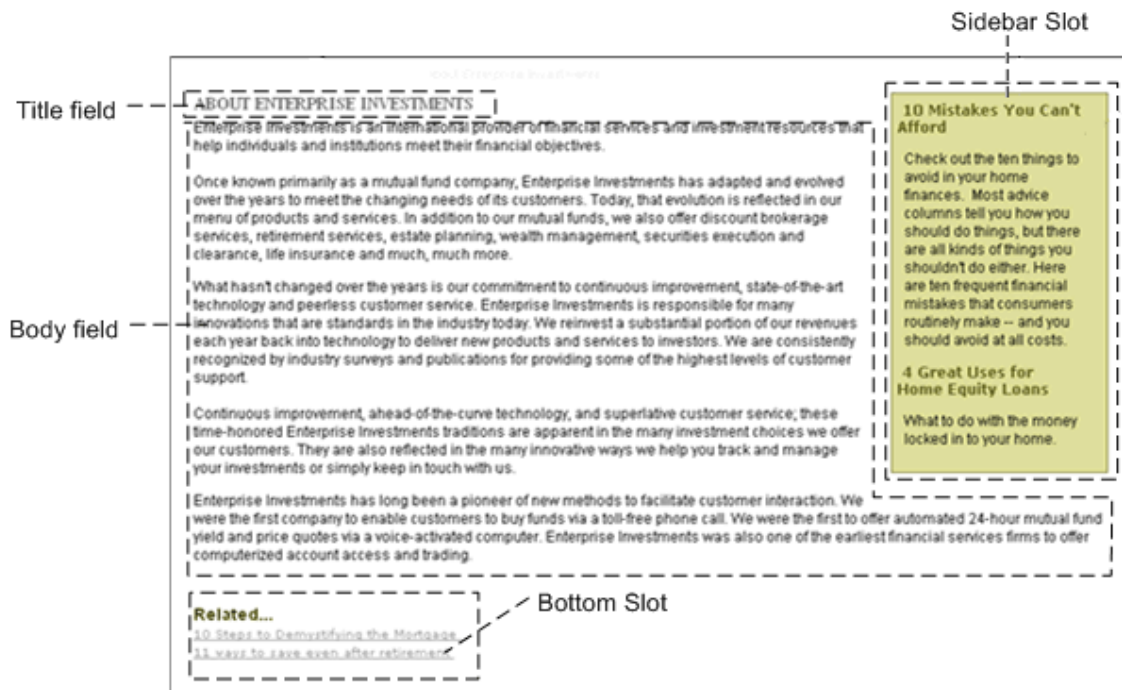 Sidebar Slot
About Enterprise Investments
Title field
ABOUT ENTERPRISE INVESTMENTS
Enterprise Investments is an international provider of financial services and investment resources that
help individuals and institutions meet their financial objectives.
Once known primarily as a mutual fund company, Enterprise Investments has adapted and evolved
over the years to meet the changing needs of its customers. Today, that evolution is reflected in our
menu of products and services. In addition to our mutual funds, we also offer discount brokerage
services, retirement services, estate planning, wealth management, securities execution and
clearance, life insurance and much, much more.
What hasn't changed over the years is our commitment to continuous improvement, state-of-the-art
technology and peerless customer service. Enterprise Investments is responsible for many
Body field
innovations that are standards in the industry today. We reinvest a substantial portion of our revenues
each year back into technology to deliver new products and services to investors. We are consistently
recognized by industry surveys and publications for providing some of the highest levels of customer
support.
Continuous improvement, ahead-of-the-curve technology, and superlative customer service; these
time-honored Enterprise Investments traditions are apparent in the many investment choices we offer
our customers. They are also reflected in the many innovative ways we help you track and manage
your investments or simply keep in touch with us.
Enterprise Investments has long been a pioneer of new methods to facilitate customer interaction. We
were the first company to enable customers to buy funds via a toll-free phone call. We were the first to offer automated 24-hour mutual fund
yield and price quotes via a voice-activated computer. Enterprise Investments was also one of the earliest financial services firms to offer
computerized account access and trading.
10 Mistakes You Can't
Afford
Check out the ten things to
avoid in your home
finances. Most advice
columns tell you how you
should do things, but there
are all kinds of things you
shouldn't do either. Here
are ten frequent financial
mistakes that consumers
routinely make -- and you
should avoid at all costs.
4 Great Uses for
Home Equity Loans
What to do with the money
locked in to your home.
Related...
10 Steps to Demystifying the Mortgage
11 ways to save even after retirement
Bottom Slot